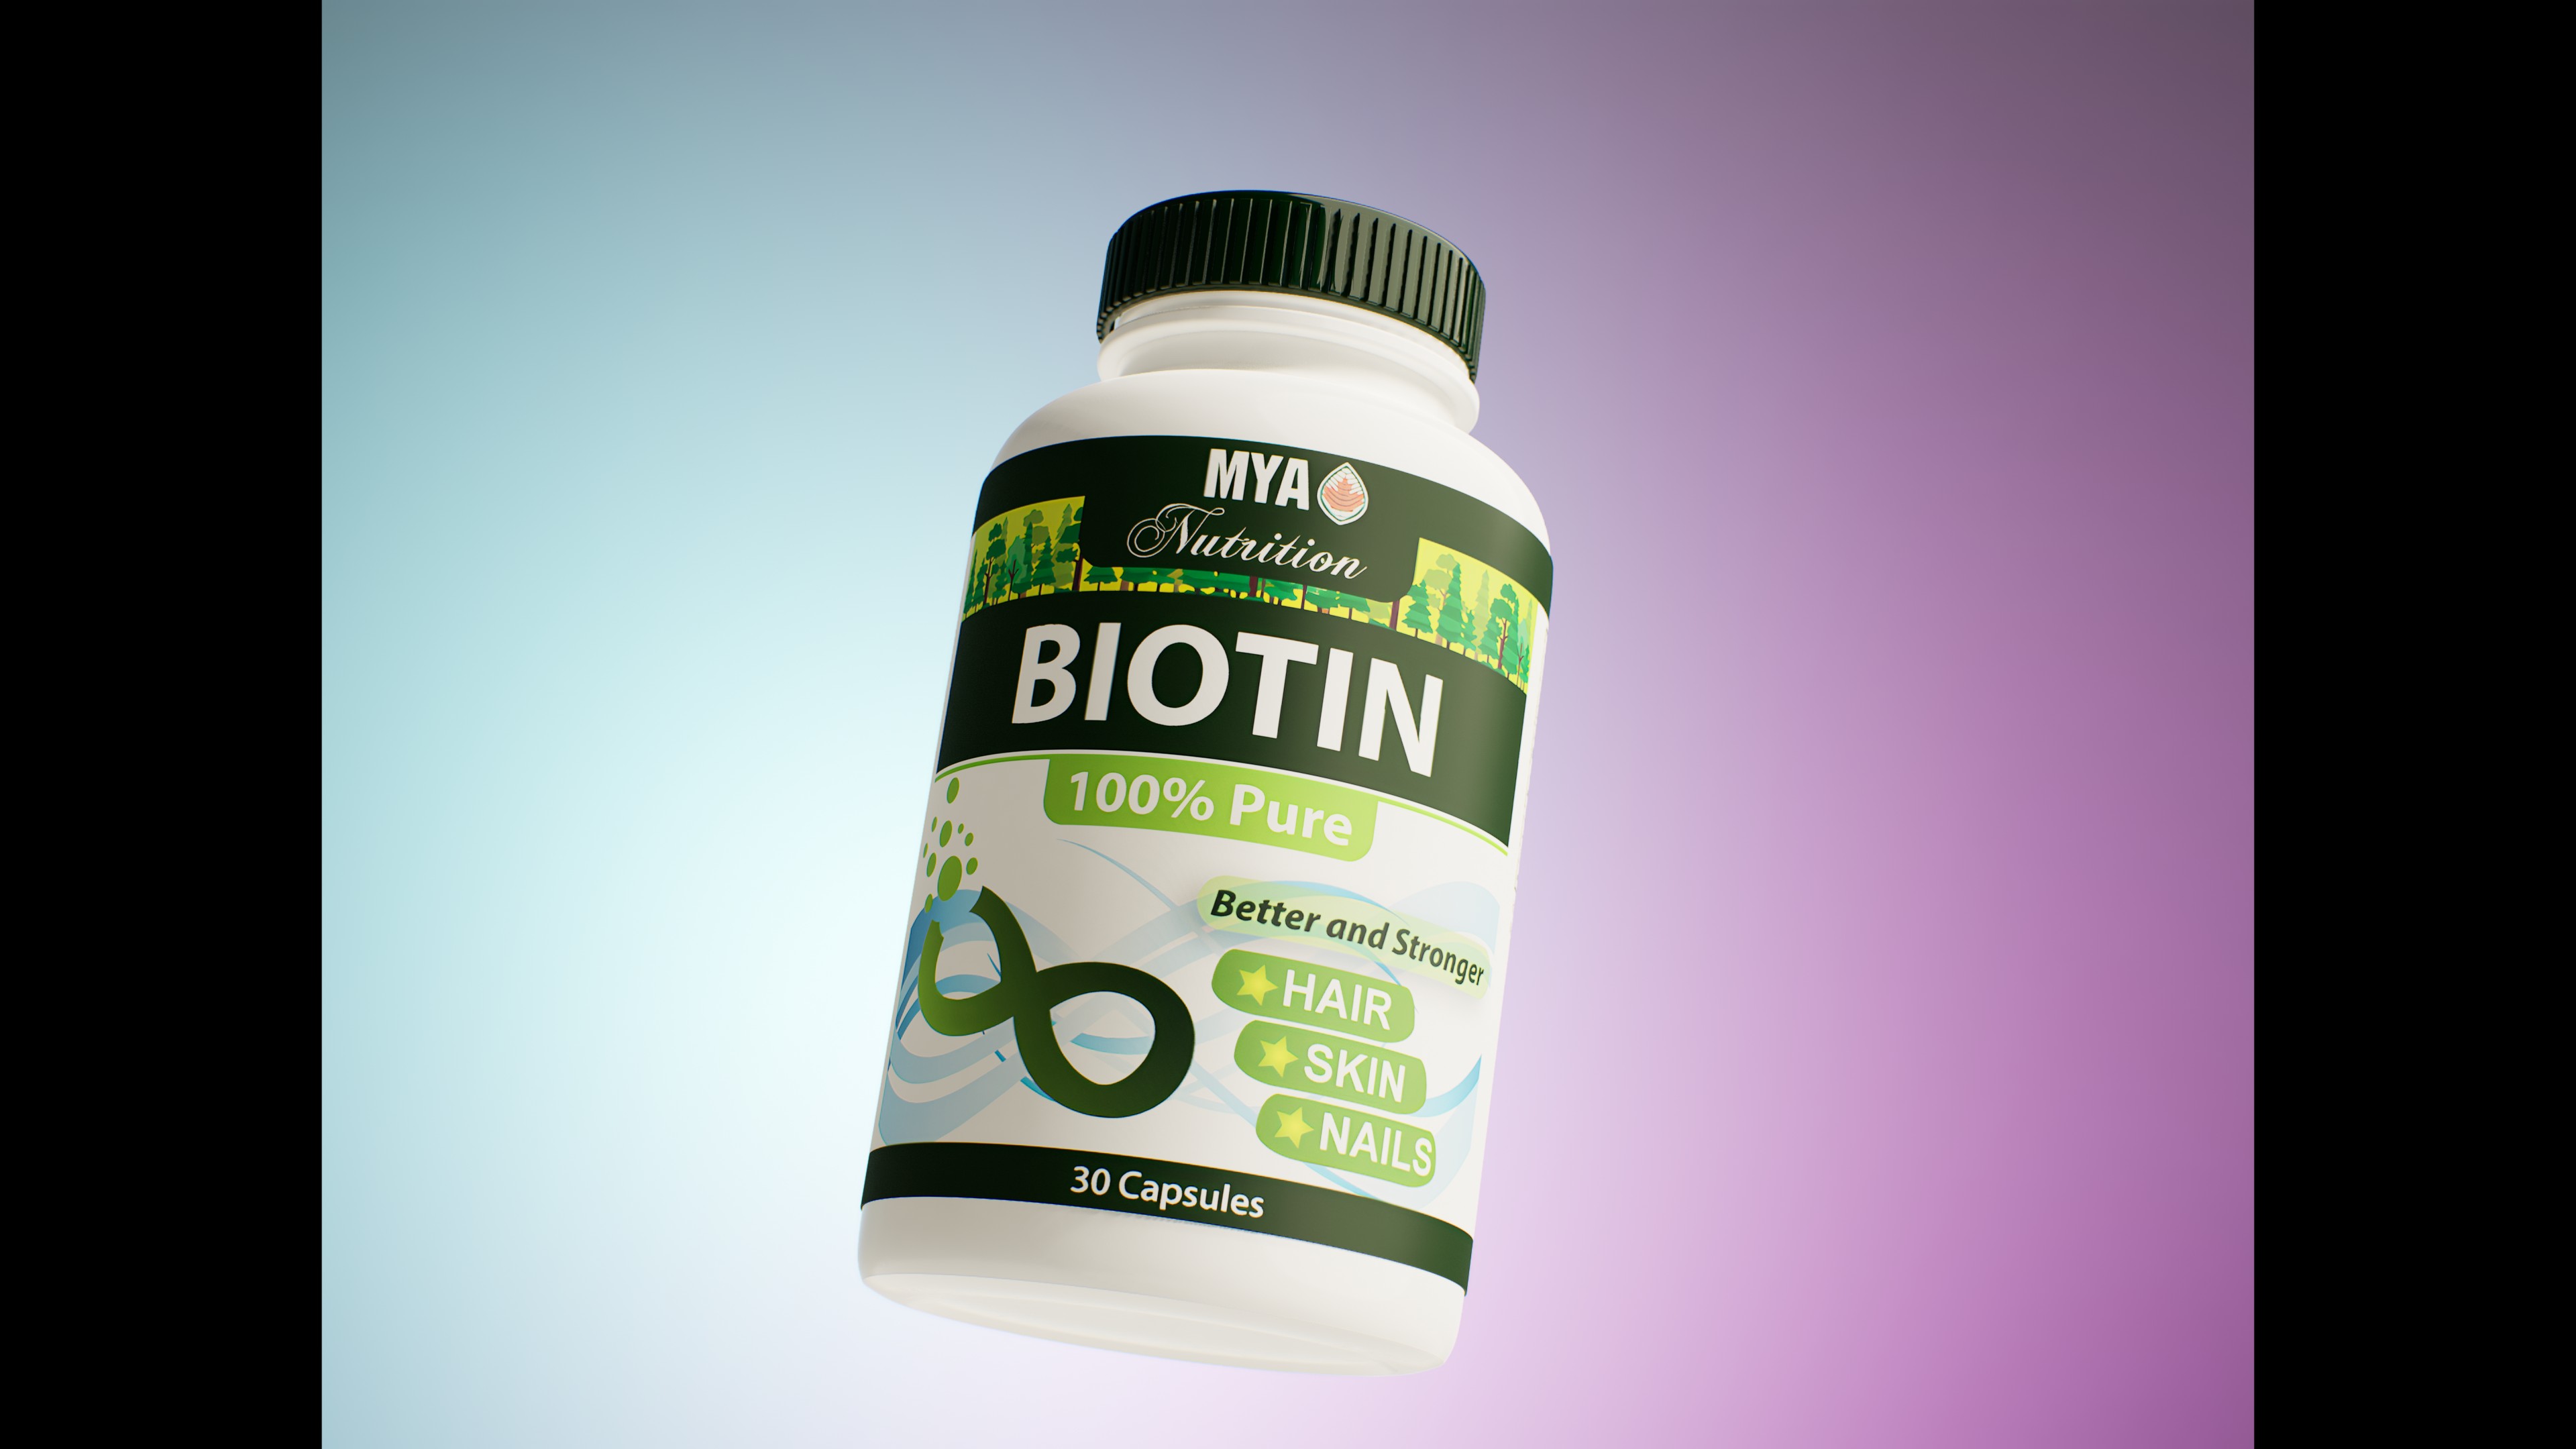 MYA
Nutrition
BIOTIN
100% Pure
Better and Stronger
HAIR
SKIN
NAILS
30 Capsules